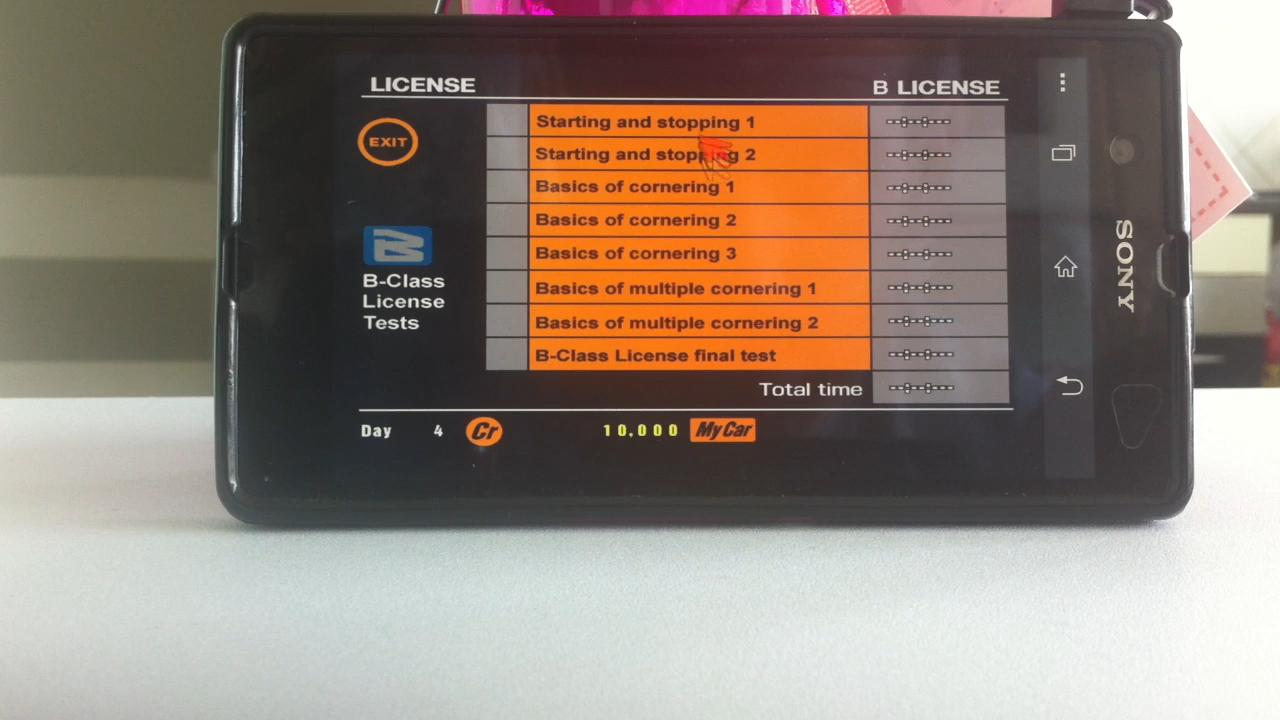 LICENSE
B LICENSE
EXIT
Starting and stopping 1
Starting and stopping 2
Basics of cornering 1
Basics of cornering 2
Basics of cornering 3
Basics of multiple cornering 1
Basics of multiple cornering 2
B-Class License final test
B
B-Class
License
Tests
Total time
Day 4 Cr 10,000 My Car
SONY